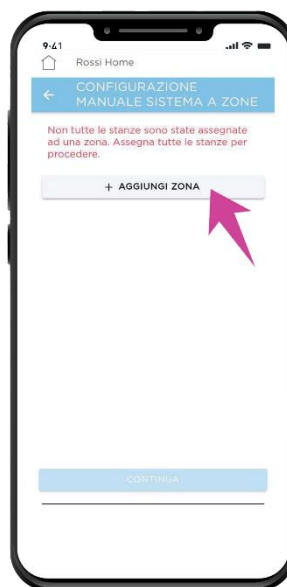 9:41
Rossi Home
CONFIGURAZIONE
MANUALE SISTEMA A ZONE
Non tutte le stanze sono state assegnate
ad una zona. Assegna tutte le stanze per
procedere.
+ AGGIUNGI ZONA
CONTINUA